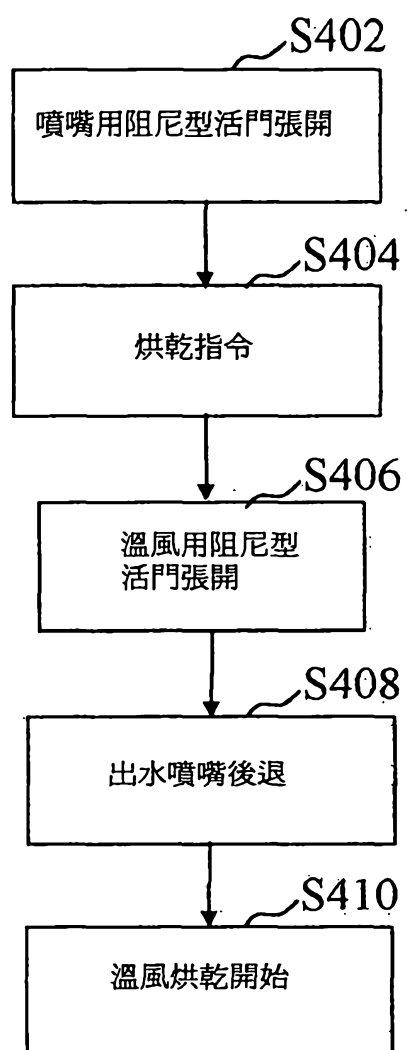 S402
噴嘴用阻尼型活門張開
S404
烘乾指令
S406
溫風用阻尼型
活門張開
S408
出水噴嘴後退
S410
溫風烘乾開始